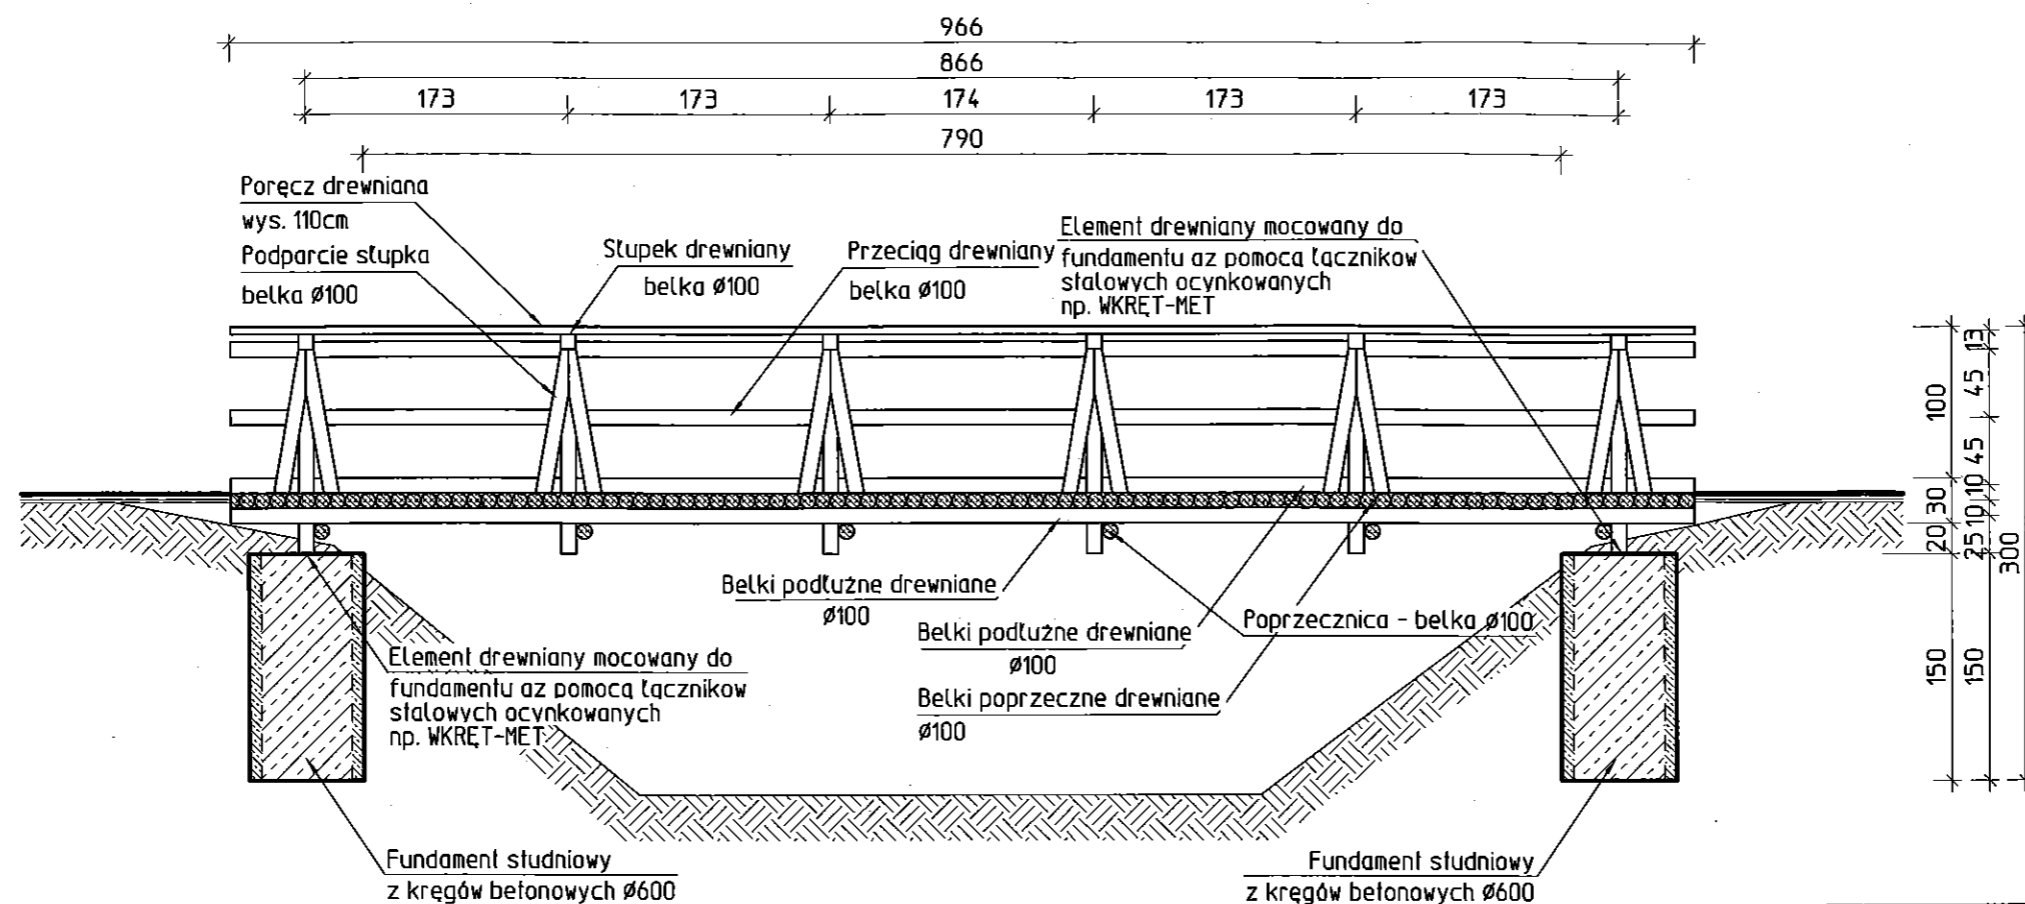 966
866
173 173 174 173 173
790
Poręcz drewniana
wys. 110cm
Podparcie słupka
belka Ø100
Słupek drewniany
belka Ø100
Przeciąg drewniany
belka Ø100
Element drewniany mocowany do
fundamentu az pomocą łącznikow
stalowych ocynkowanych
np. WKRĘT-MET
13
45
45
10
10
25
150
100
30
20
150
300
Belki podłużne drewniane
Ø100
Belki podłużne drewniane
Ø100
Belki poprzeczne drewniane
Ø100
Poprzecznica - belka Ø100
Element drewniany mocowany do
fundamentu az pomocą łącznikow
stalowych ocynkowanych
np. WKRĘT-MET
Fundament studniowy
z kręgów betonowych Ø600
Fundament studniowy
z kręgów betonowych Ø600